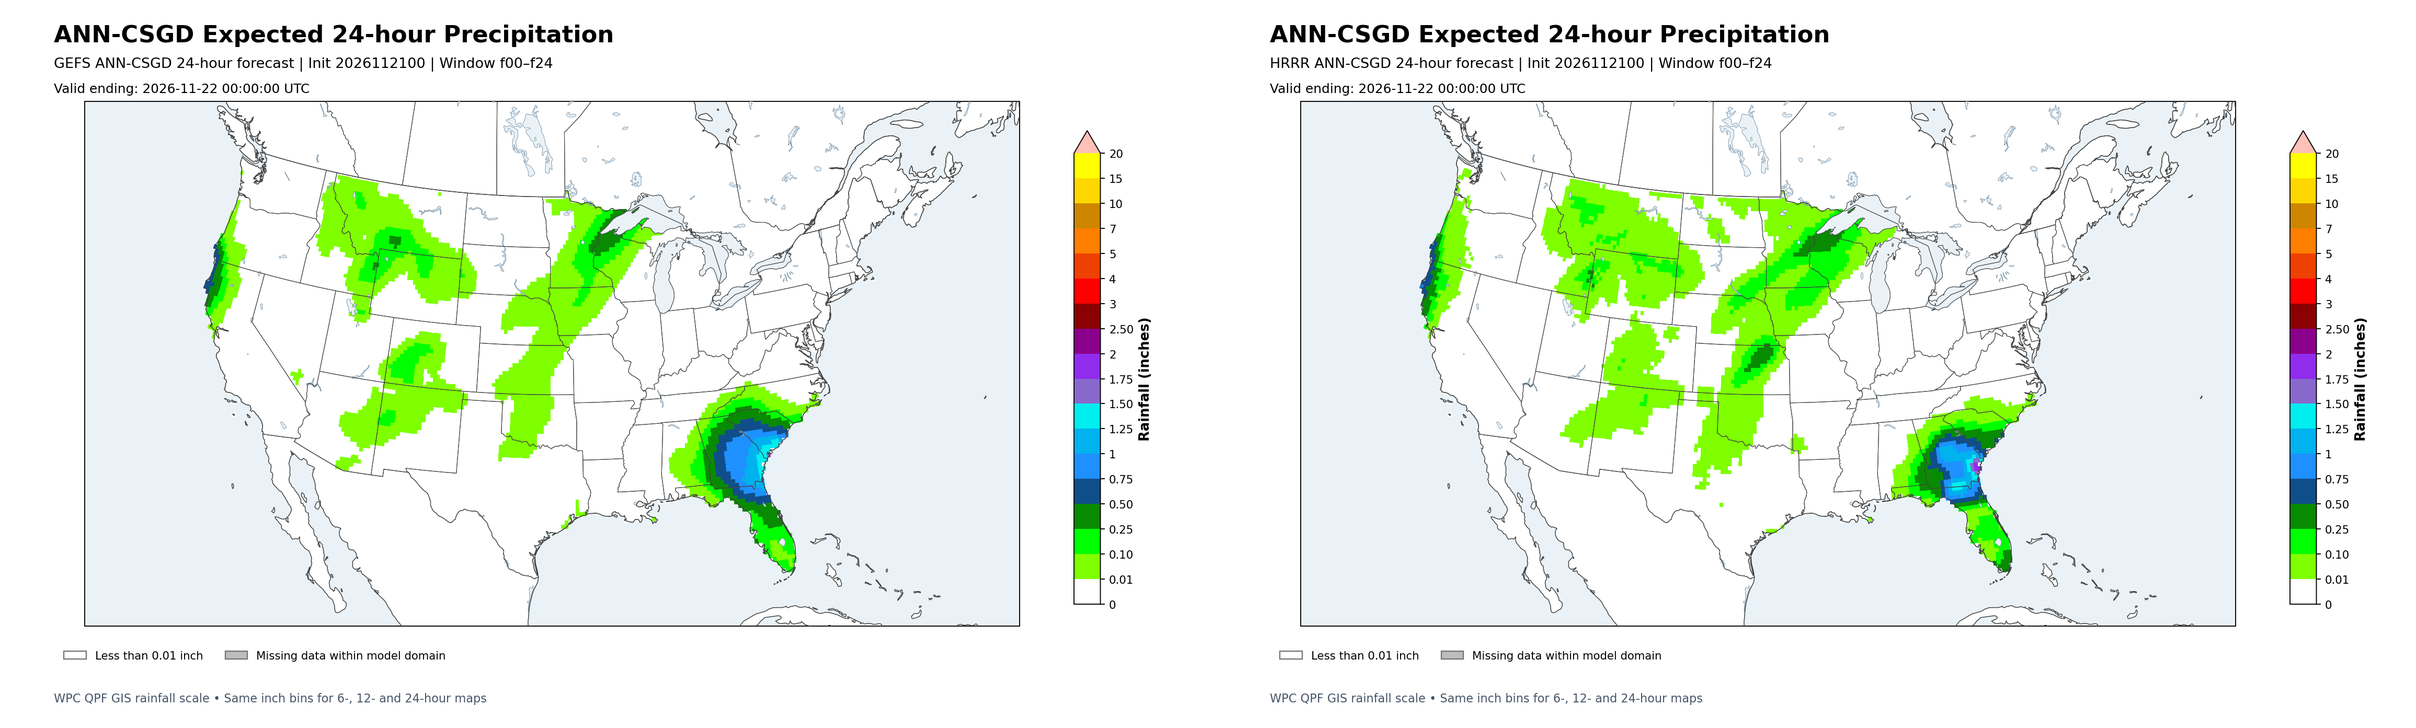 ANN-CSGD Expected 24-hour Precipitation
GEFS ANN-CSGD 24-hour forecast | Init 2026112100 | Window f00–f24
Valid ending: 2026-11-22 00:00:00 UTC
20
15
10
7
5
4
3
2.50
2
1.75
1.50
1.25
1
0.75
0.50
0.25
0.10
0.01
0
Rainfall (inches)
Less than 0.01 inch
Missing data within model domain
WPC QPF GIS rainfall scale • Same inch bins for 6-, 12- and 24-hour maps
ANN-CSGD Expected 24-hour Precipitation
HRRR ANN-CSGD 24-hour forecast | Init 2026112100 | Window f00–f24
Valid ending: 2026-11-22 00:00:00 UTC
20
15
10
7
5
4
3
2.50
2
1.75
1.50
1.25
1
0.75
0.50
0.25
0.10
0.01
0
Rainfall (inches)
Less than 0.01 inch
Missing data within model domain
WPC QPF GIS rainfall scale • Same inch bins for 6-, 12- and 24-hour maps